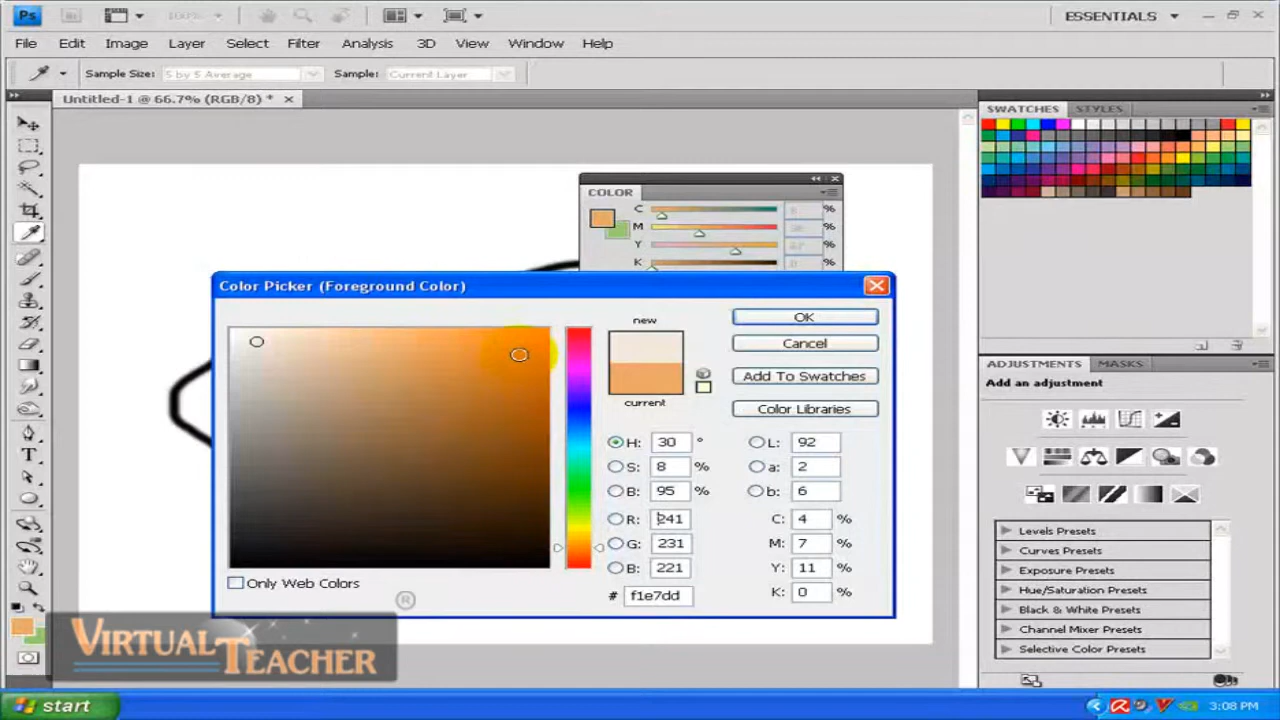 Ps 100% ESSENTIALS
File Edit Image Layer Select Filter Analysis 3D View Window Help
Sample Size: 5 by 5 Average Sample: Current Layer
Untitled-1 @ 66.7% (RGB/8) *
SWATCHES STYLES
COLOR
C %
M %
Y %
K %
Color Picker (Foreground Color)
new
current
OK
Cancel
Add To Swatches
Color Libraries
H: 30 ° L: 92
S: 8 % a: 2
B: 95 % b: 6
R: 241 C: 4 %
G: 231 M: 7 %
B: 221 Y: 11 %
# f1e7dd K: 0 %
Only Web Colors
®
ADJUSTMENTS MASKS
Add an adjustment
Levels Presets
Curves Presets
Exposure Presets
Hue/Saturation Presets
Black & White Presets
Channel Mixer Presets
Selective Color Presets
VIRTUAL TEACHER
start 3:08 PM